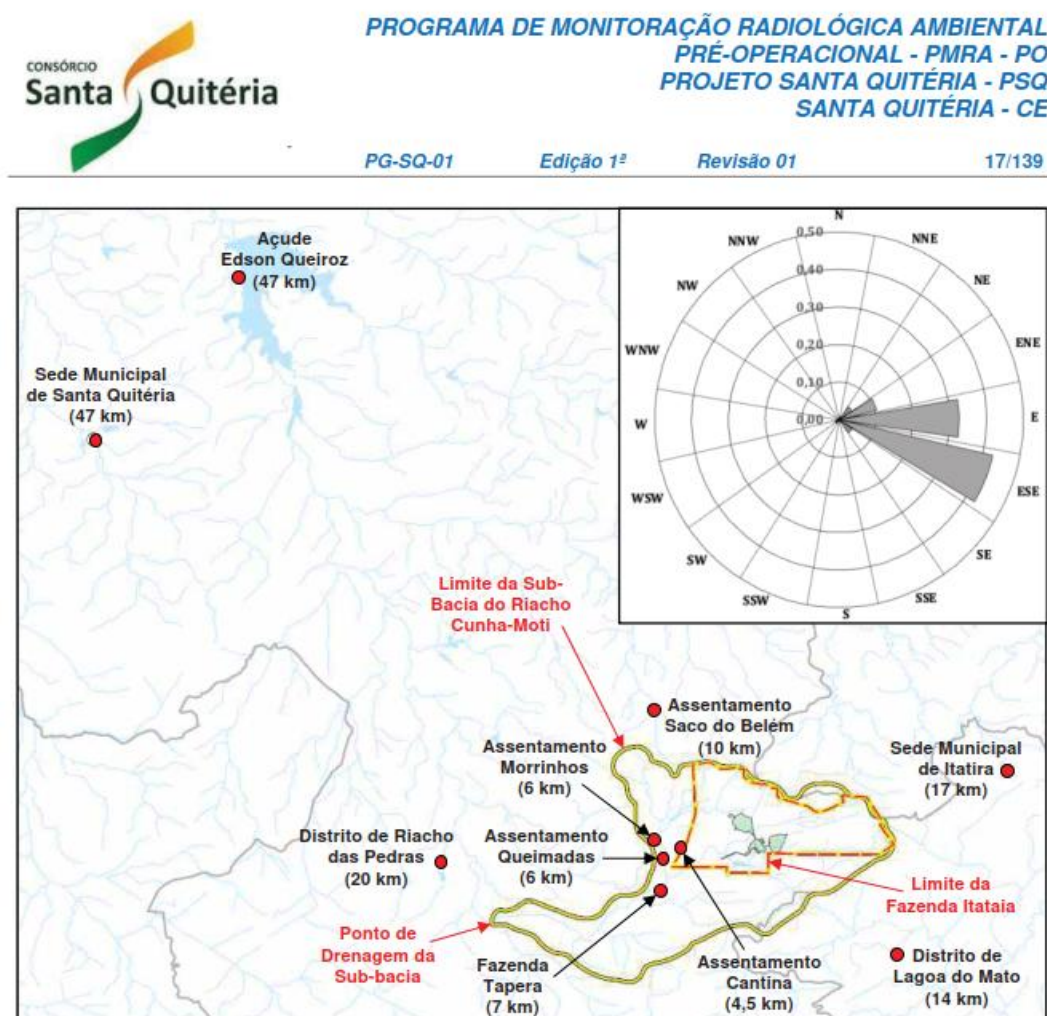 CONSÓRCIO
Santa Quitéria
PROGRAMA DE MONITORAÇÃO RADIOLÓGICA AMBIENTAL
PRÉ-OPERACIONAL - PMRA - PO
PROJETO SANTA QUITÉRIA - PSQ
SANTA QUITÉRIA - CE
PG-SQ-01 Edição 1ª Revisão 01 17/139
Açude
Edson Queiroz
(47 km)
Sede Municipal
de Santa Quitéria
(47 km)
N
NNE
NE
ENE
E
ESE
SE
SSE
S
SSW
SW
WSW
W
WNW
NW
NNW
0,50
0,40
0,30
0,20
0,10
0,00
Limite da Sub-
Bacia do Riacho
Cunha-Moti
Assentamento
Saco do Belém
(10 km)
Assentamento
Morrinhos
(6 km)
Sede Municipal
de Itatira
(17 km)
Distrito de Riacho
das Pedras
(20 km)
Assentamento
Queimadas
(6 km)
Limite da
Fazenda Itataia
Ponto de
Drenagem da
Sub-bacia
Fazenda
Tapera
(7 km)
Assentamento
Cantina
(4,5 km)
Distrito de
Lagoa do Mato
(14 km)